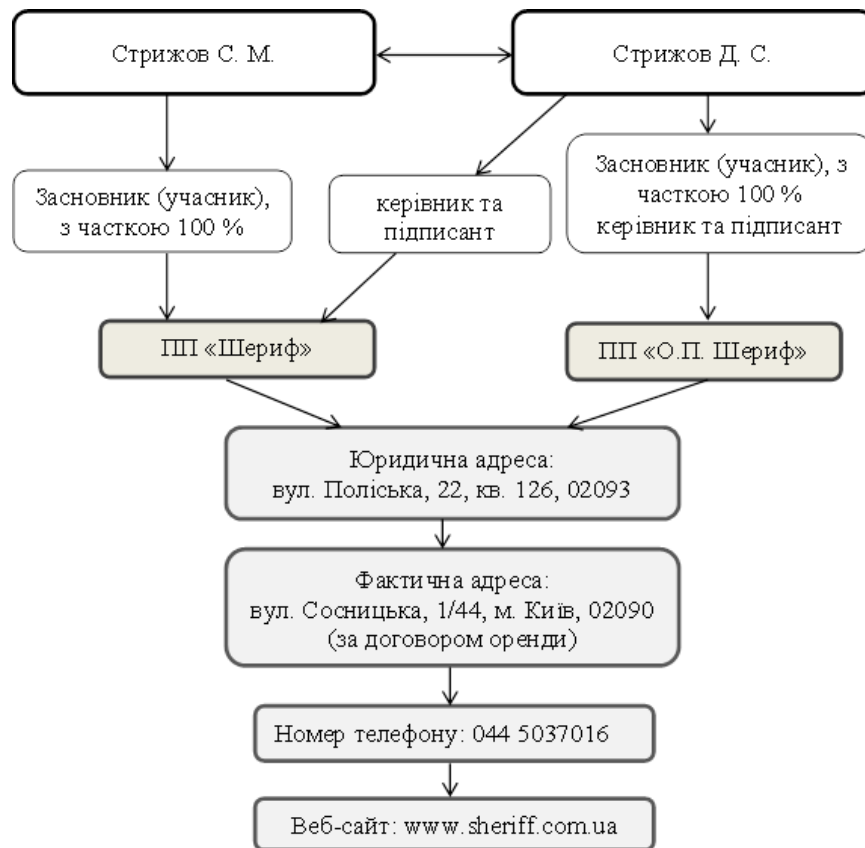 Стрижов С. М.
Стрижов Д. С.
Засновник (учасник),
з часткою 100 %
керівник та
підписант
Засновник (учасник), з
часткою 100 %
керівник та підписант
ПП «Шериф»
ПП «О.П. Шериф»
Юридична адреса:
вул. Поліська, 22, кв. 126, 02093
Фактична адреса:
вул. Сосницька, 1/44, м. Київ, 02090
(за договором оренди)
Номер телефону: 044 5037016
Веб-сайт: www.sheriff.com.ua